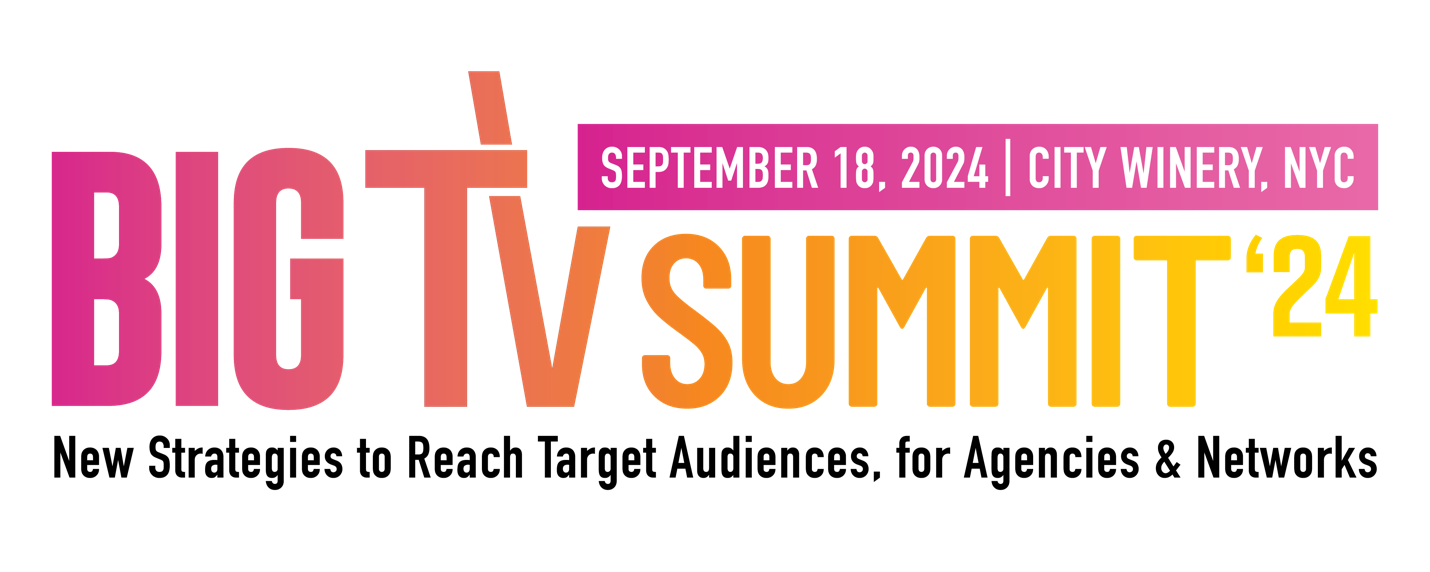 BIG TV SUMMIT ‘24
SEPTEMBER 18, 2024 | CITY WINERY, NYC
New Strategies to Reach Target Audiences, for Agencies & Networks